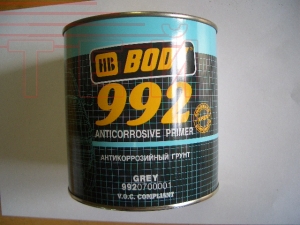 HB BODY
992
ANTICORROSIVE PRIMER
АНТИКОРРОЗИЙНЫЙ ГРУНТ
GREY
9920700001
V.O.C. COMPLIANT